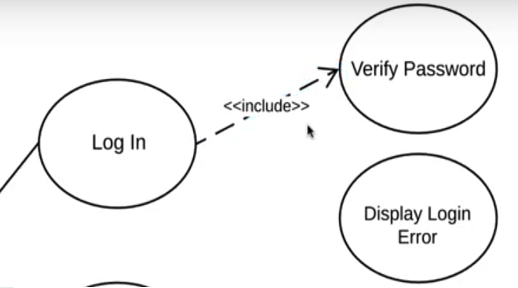 Verify Password
<<include>>
Log In
Display Login
Error